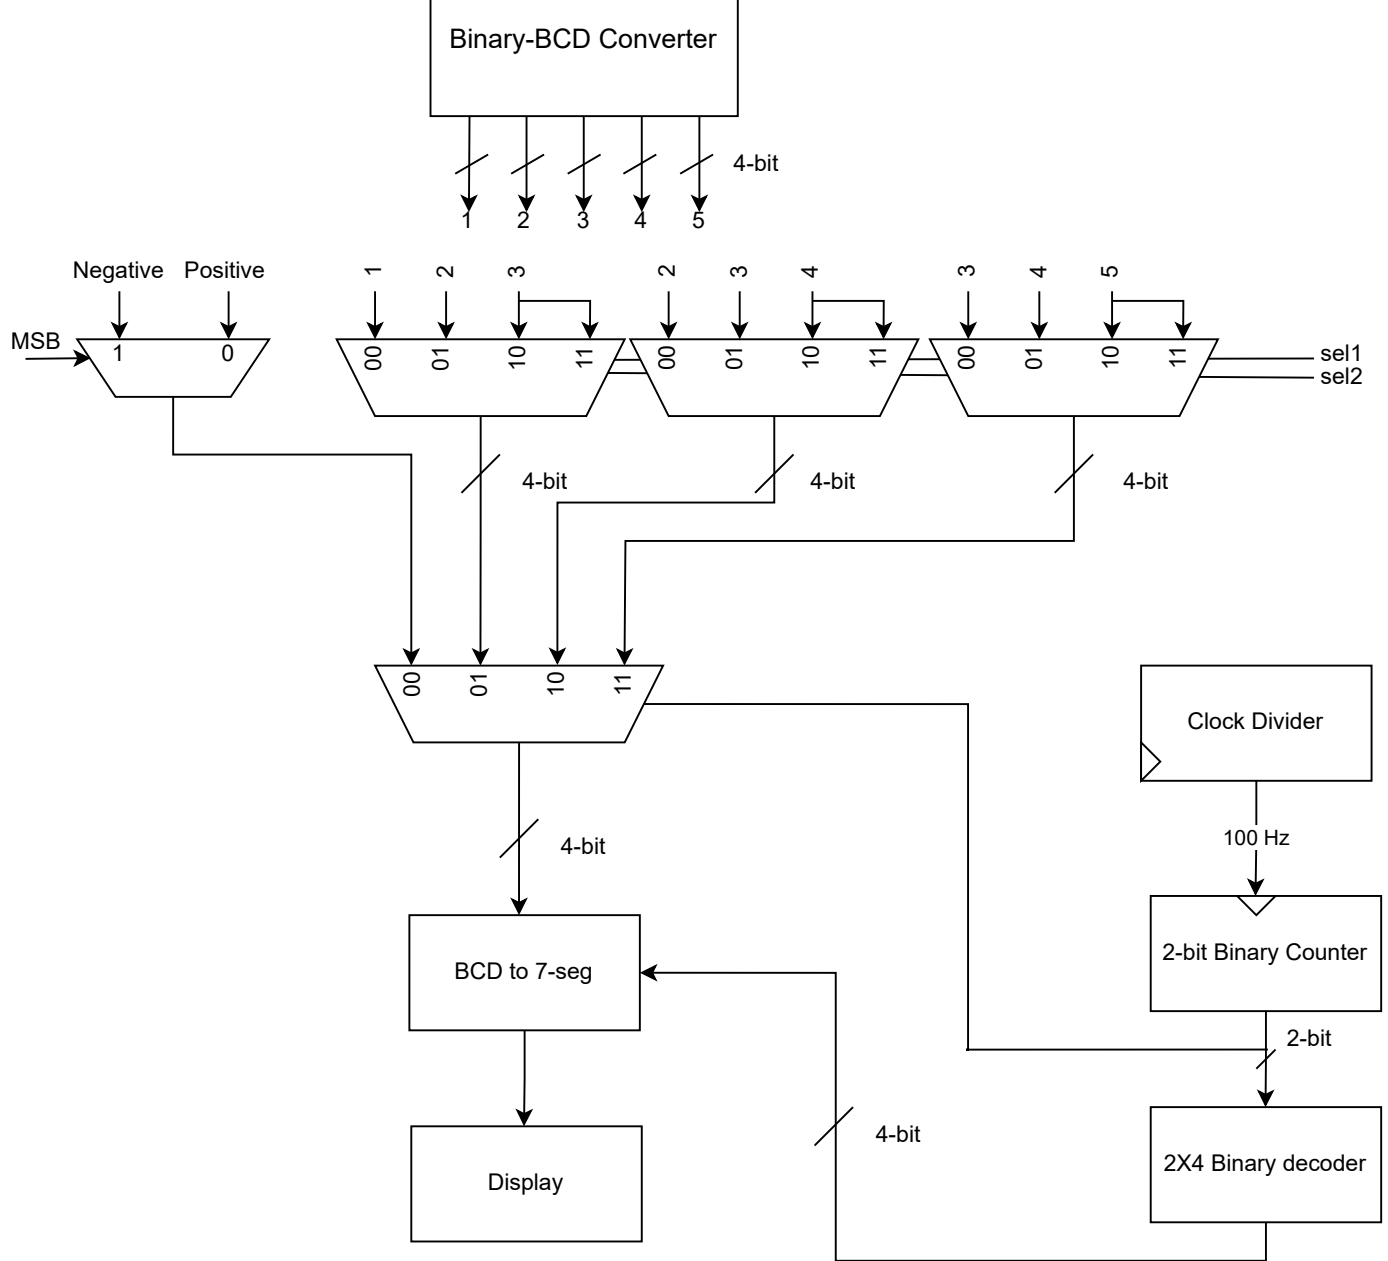 Binary-BCD Converter
4-bit
1 2 3 4 5
Negative Positive
1 2 3 2 3 4 3 4 5
MSB
1 0
00 01 10 11 00 01 10 11 00 01 10 11
sel1
sel2
4-bit 4-bit 4-bit
00 01 10 11
Clock Divider
100 Hz
4-bit
2-bit Binary Counter
BCD to 7-seg
2-bit
4-bit
2X4 Binary decoder
Display